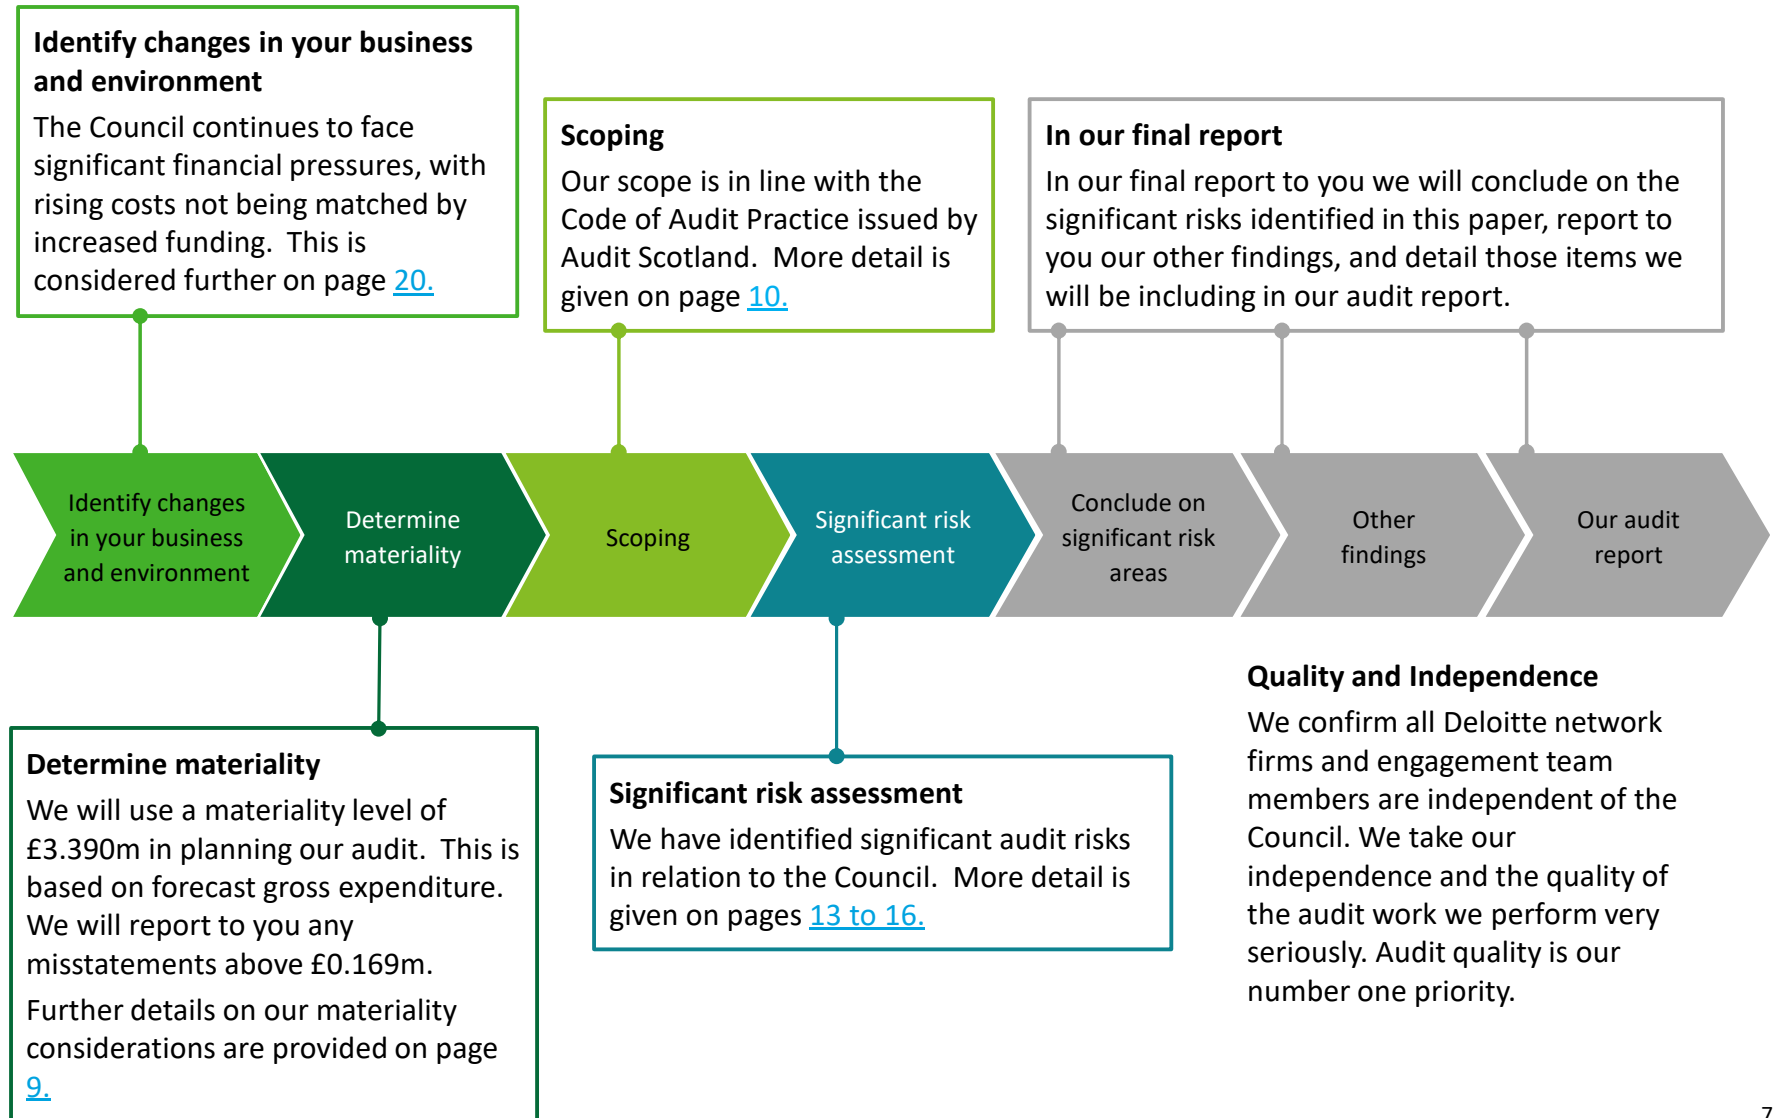 Identify changes in your business
and environment
The Council continues to face
significant financial pressures, with
rising costs not being matched by
increased funding.  This is
considered further on page 20.
Scoping
Our scope is in line with the
Code of Audit Practice issued by
Audit Scotland.  More detail is
given on page 10.
In our final report
In our final report to you we will conclude on the
significant risks identified in this paper, report to
you our other findings, and detail those items we
will be including in our audit report.
Identify changes
in your business
and environment
Determine
materiality
Scoping
Significant risk
assessment
Conclude on
significant risk
areas
Other
findings
Our audit
report
Determine materiality
We will use a materiality level of
£3.390m in planning our audit.  This is
based on forecast gross expenditure.
We will report to you any
misstatements above £0.169m.
Further details on our materiality
considerations are provided on page
9.
Significant risk assessment
We have identified significant audit risks
in relation to the Council.  More detail is
given on pages 13 to 16.
Quality and Independence
We confirm all Deloitte network
firms and engagement team
members are independent of the
Council. We take our
independence and the quality of
the audit work we perform very
seriously. Audit quality is our
number one priority.
7